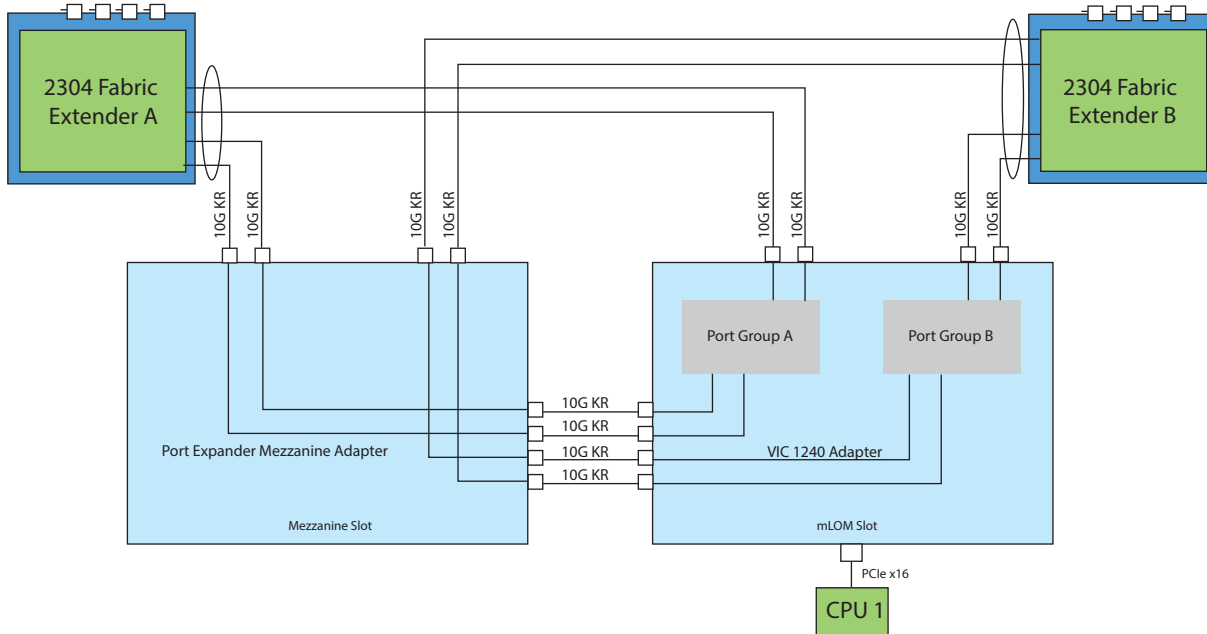 2304 Fabric
Extender A
2304 Fabric
Extender B
10G KR
10G KR
10G KR
10G KR
10G KR
10G KR
10G KR
10G KR
Port Group A
Port Group B
10G KR
10G KR
10G KR
10G KR
Port Expander Mezzanine Adapter
VIC 1240 Adapter
Mezzanine Slot
mLOM Slot
PCIe x16
CPU 1